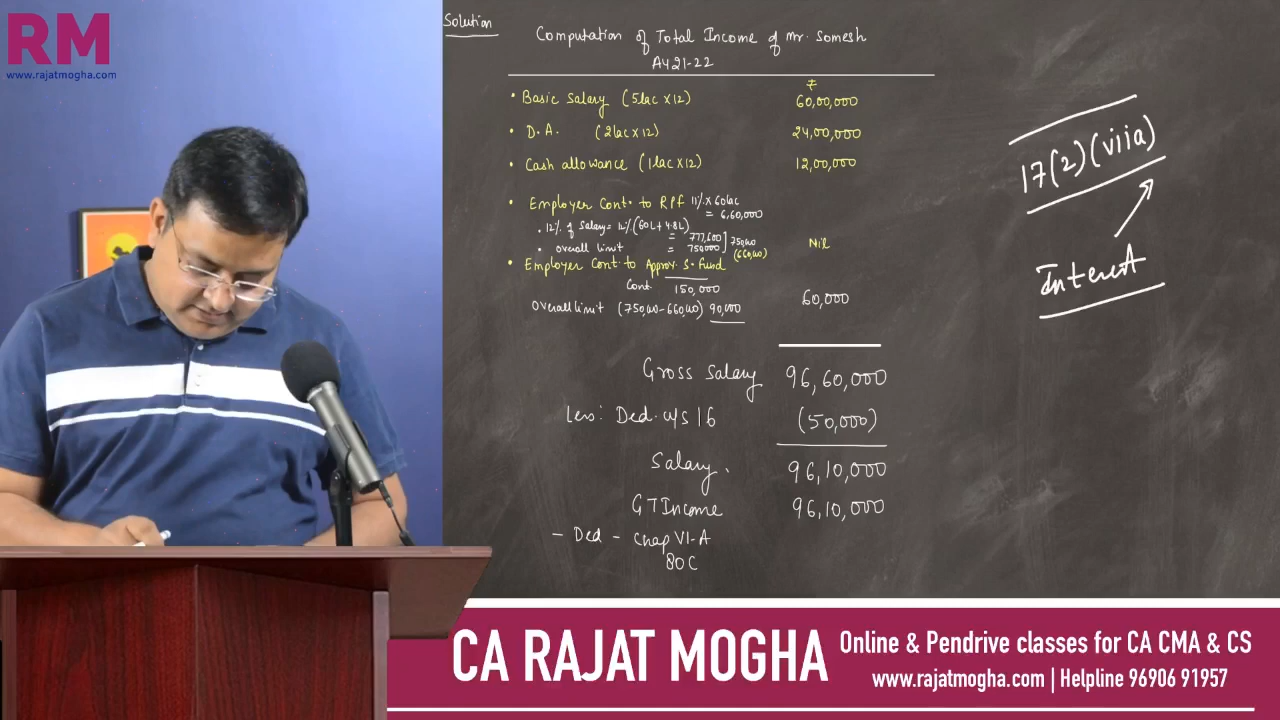 RM
www.rajatmogha.com
Solution
Computation of Total Income of Mr. Somesh
AY 21-22
₹
• Basic Salary (5lac x 12) 60,00,000
• D.A. (2lac x 12) 24,00,000
• Cash allowance (1lac x 12) 12,00,000
• Employer Cont. to RPF 11% x 60lac
= 6,60,000
• 12% of Salary = 12% (60L + 4.8L)
= 777,600
• overall limit = 750000 ] 750,000
(660,000) Nil
• Employer Cont. to Approv. S. Fund
Cont 150,000
Overall limit (750,000-660,000) 90,000 60,000
Gross Salary 96,60,000
Less: Ded. u/s 16 (50,000)
Salary. 96,10,000
GTIncome 96,10,000
- Ded - Chap VI-A
80C
17(2)(viia)
Interest
CA RAJAT MOGHA
Online & Pendrive classes for CA CMA & CS
www.rajatmogha.com | Helpline 96906 91957